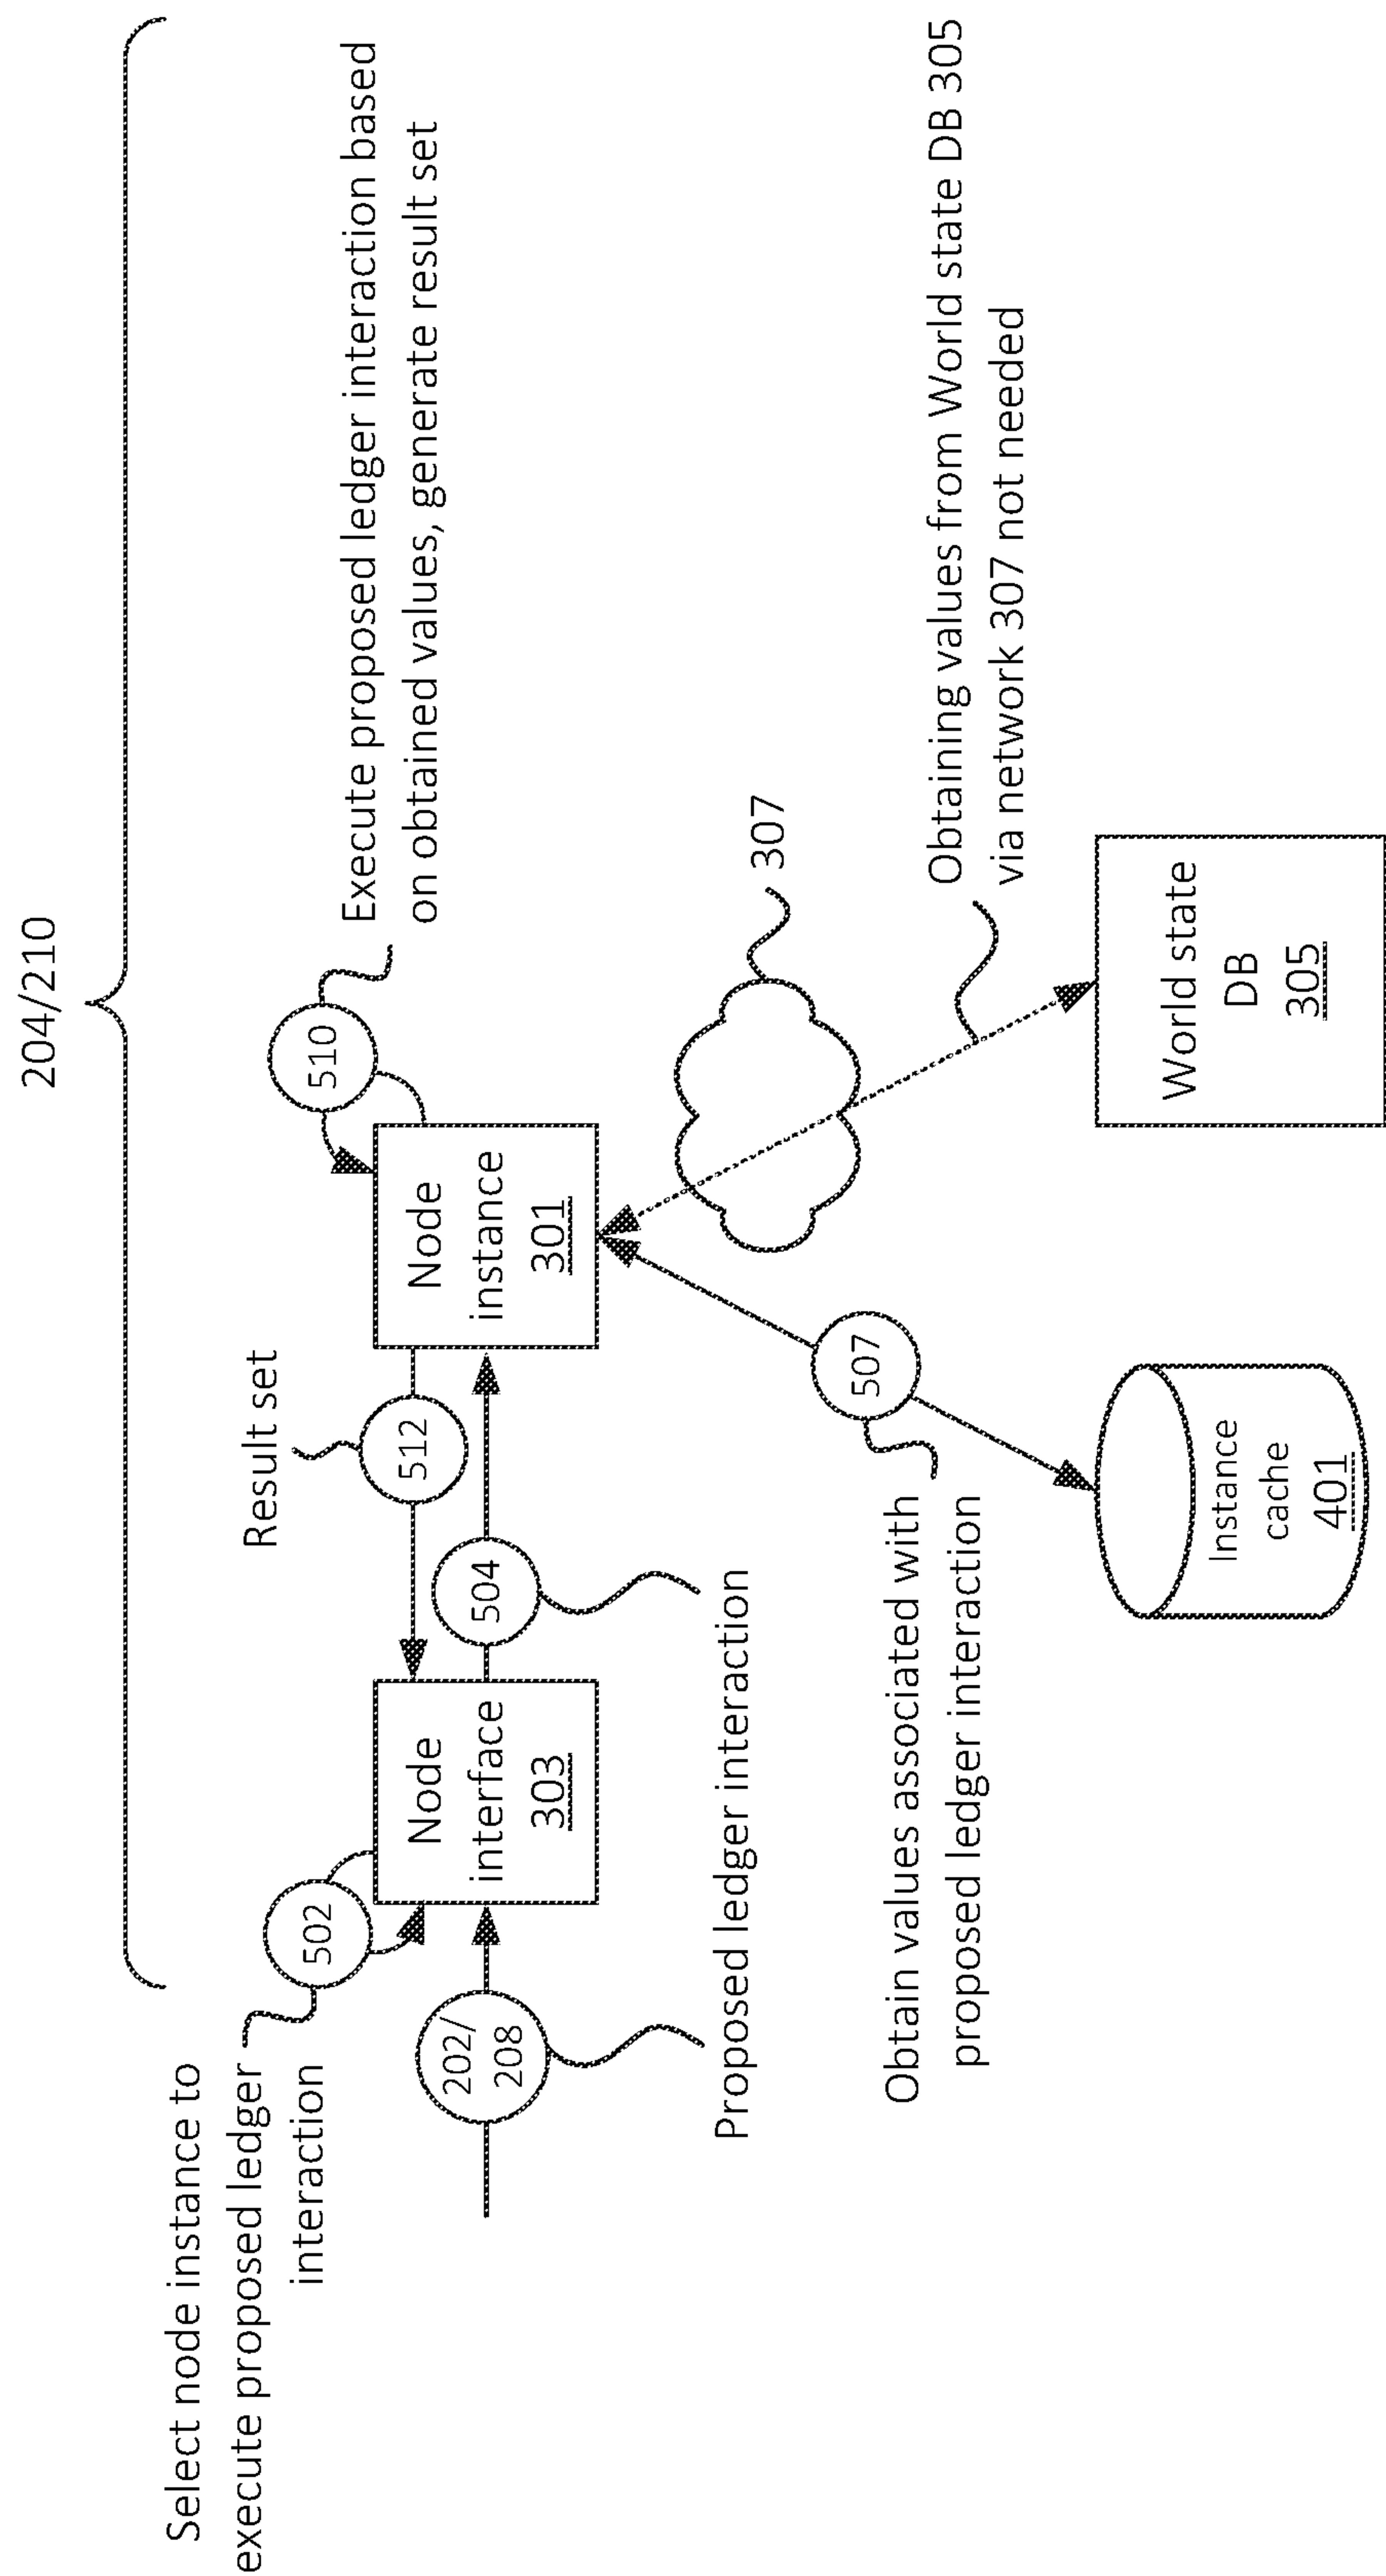 204/210
Select node instance to
execute proposed ledger
interaction
502
202/
208
Proposed ledger interaction
Node
interface
303
504
Proposed ledger interaction
Result set
512
Node
instance
301
510
Execute proposed ledger interaction based
on obtained values, generate result set
307
Obtaining values from World state DB 305
via network 307 not needed
507
Obtain values associated with
proposed ledger interaction
Instance
cache
401
World state
DB
305